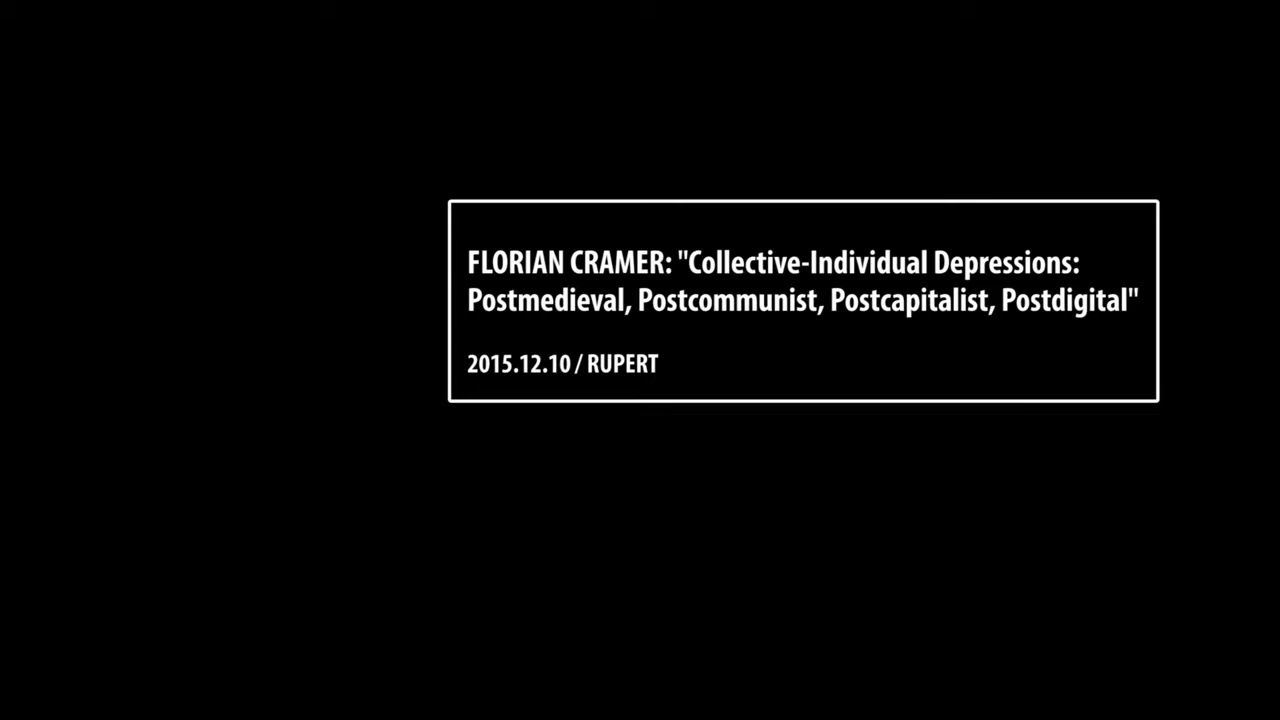 FLORIAN CRAMER: "Collective-Individual Depressions:
Postmedieval, Postcommunist, Postcapitalist, Postdigital"
2015.12.10 / RUPERT